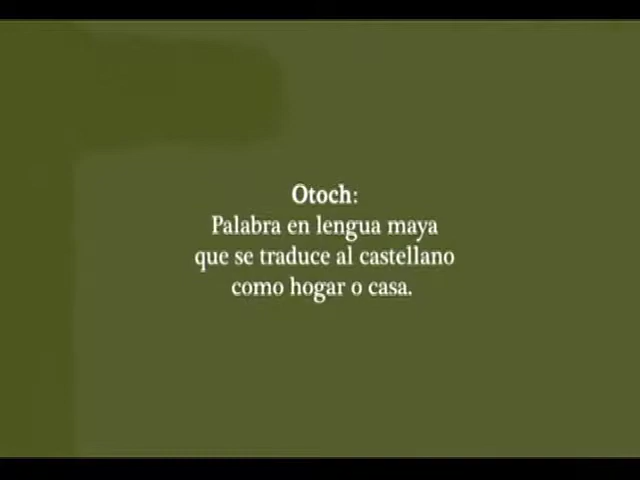 Otoch:
Palabra en lengua maya
que se traduce al castellano
como hogar o casa.